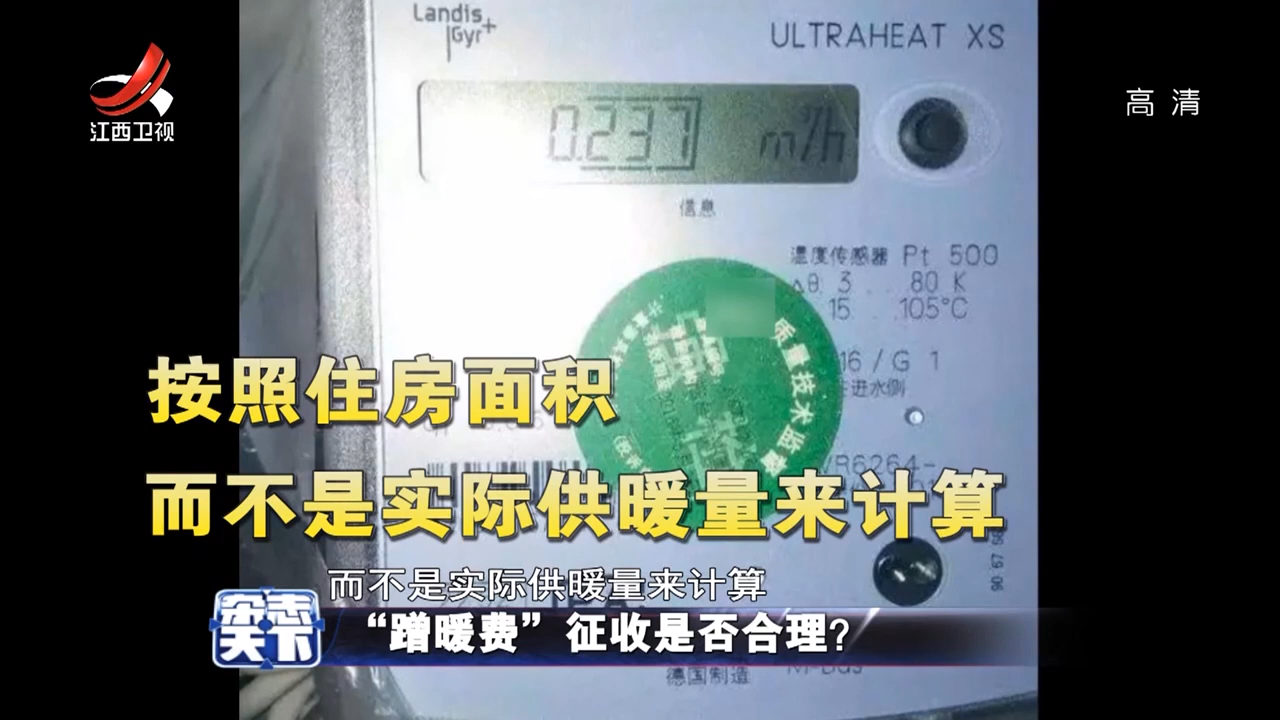 Landis
Gyr+
ULTRAHEAT XS
江西卫视
高清
0.237 m/h
信息
温度传感器 Pt 500
Δθ: 3 . . . 80 K
15 . . . 105°C
16 / G 1
进水侧
质量技术监督
按照住房面积
VR6264-
而不是实际供暖量来计算
而不是实际供暖量来计算
杂志天下
“蹭暖费”征收是否合理?
德国制造
M-Bus